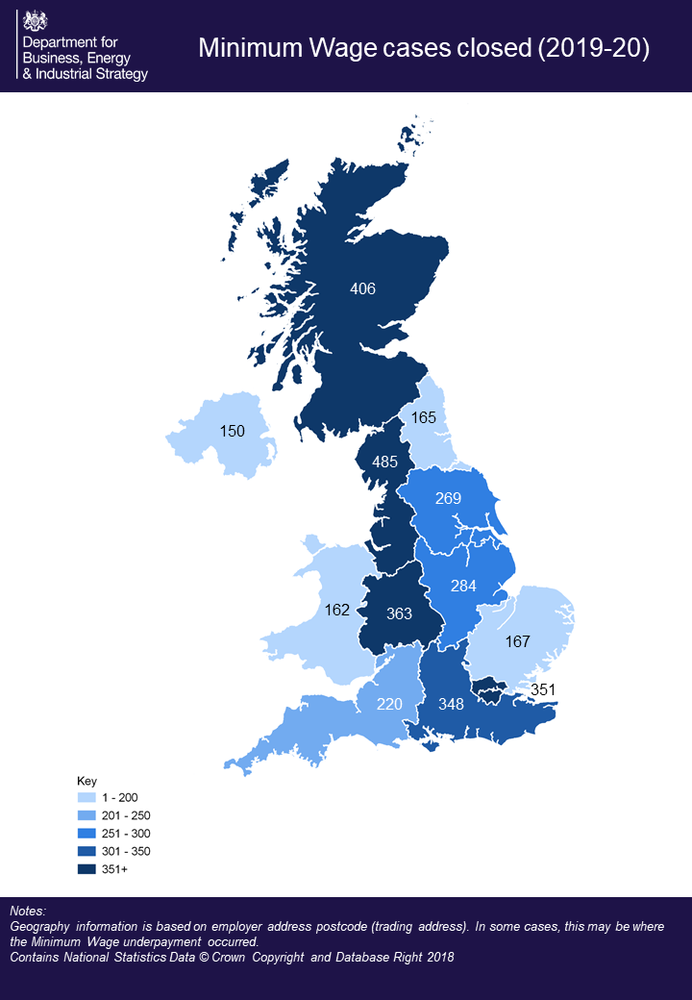 Department for
Business, Energy
& Industrial Strategy
Minimum Wage cases closed (2019-20)
406
150
165
485
269
284
162
363
167
351
220
348
Key
1 - 200
201 - 250
251 - 300
301 - 350
351+
Notes:
Geography information is based on employer address postcode (trading address). In some cases, this may be where
the Minimum Wage underpayment occurred.
Contains National Statistics Data © Crown Copyright and Database Right 2018